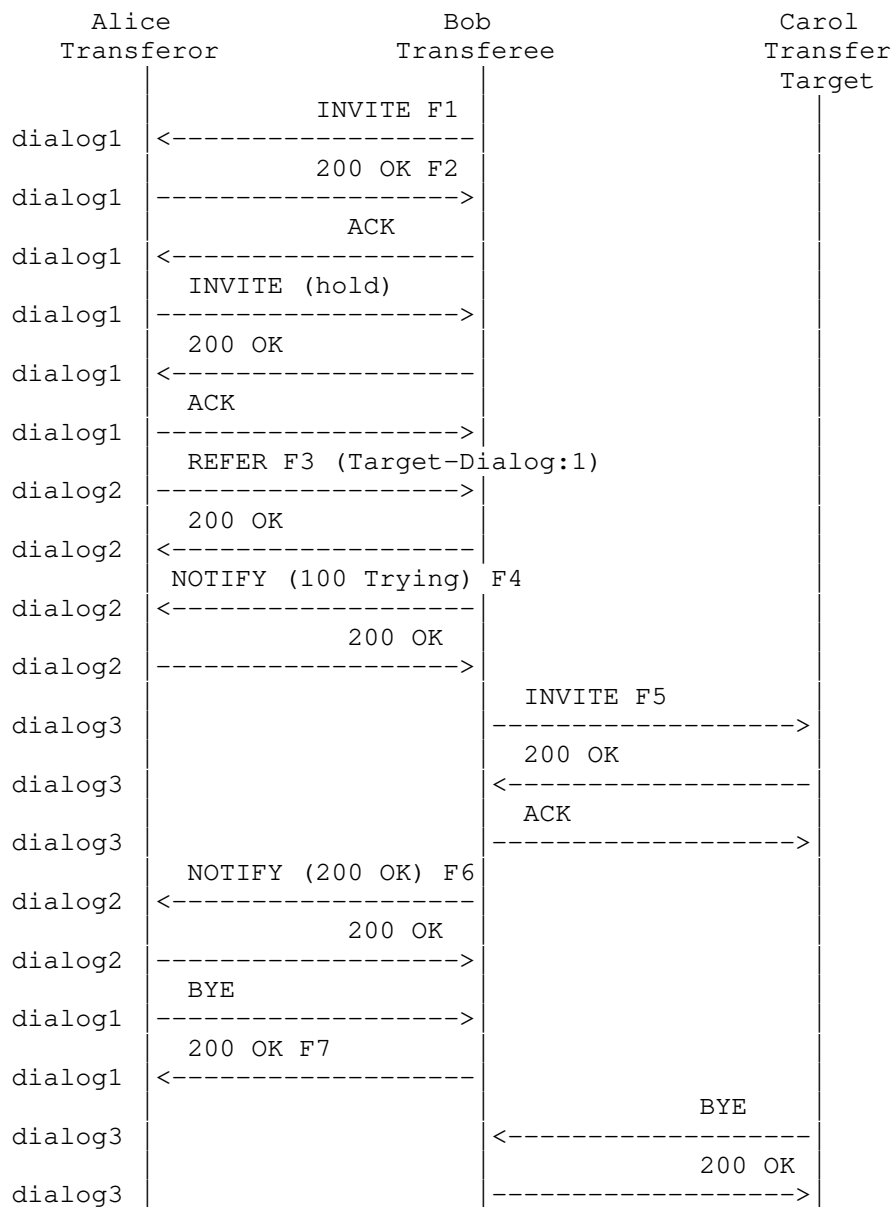 Alice Bob Carol
Transferor Transferee Transfer
Target
INVITE F1
dialog1 <-------------------
200 OK F2
dialog1 ------------------->
ACK
dialog1 <-------------------
INVITE (hold)
dialog1 ------------------->
200 OK
dialog1 <-------------------
ACK
dialog1 ------------------->
REFER F3 (Target-Dialog:1)
dialog2 ------------------->
200 OK
dialog2 <-------------------
NOTIFY (100 Trying) F4
dialog2 <-------------------
200 OK
dialog2 ------------------->
INVITE F5
dialog3 ------------------->
200 OK
dialog3 <-------------------
ACK
dialog3 ------------------->
NOTIFY (200 OK) F6
dialog2 <-------------------
200 OK
dialog2 ------------------->
BYE
dialog1 ------------------->
200 OK F7
dialog1 <-------------------
BYE
dialog3 <-------------------
200 OK
dialog3 ------------------->